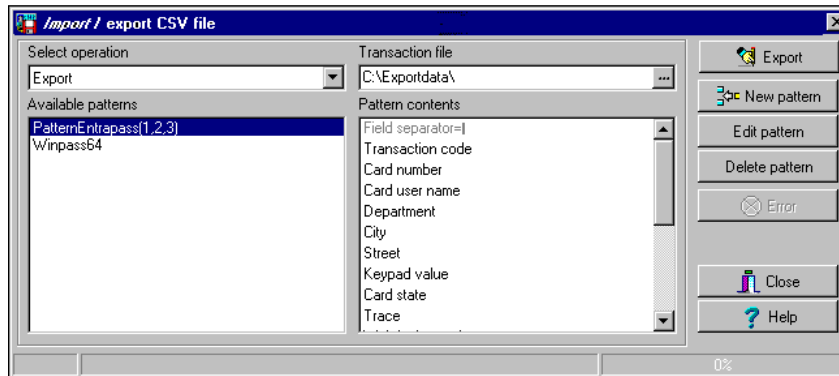 Import / export CSV file
Select operation
Export
Available patterns
PatternEntrapass(1,2,3)
Winpass64
Transaction file
C:\Exportdata\
...
Pattern contents
Field separator=|
Transaction code
Card number
Card user name
Department
City
Street
Keypad value
Card state
Trace
Export
New pattern
Edit pattern
Delete pattern
Error
Close
Help
0%